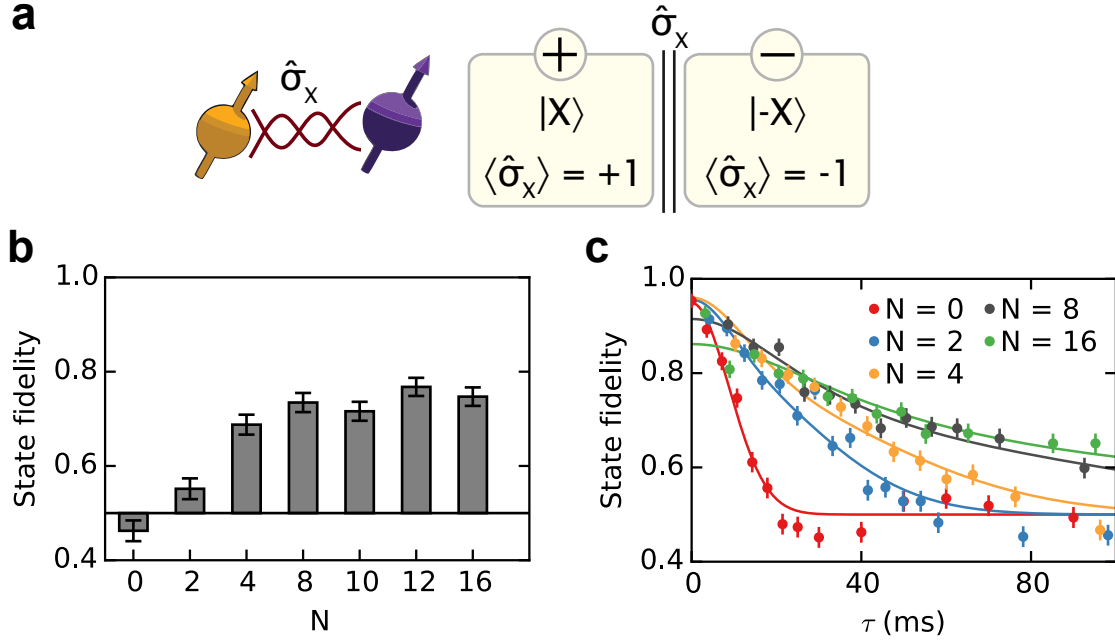 a
σ̂ₓ
σ̂ₓ
+
−
|X⟩
|-X⟩
⟨σ̂ₓ⟩ = +1
⟨σ̂ₓ⟩ = -1
b
1.0
0.8
0.6
0.4
State fidelity
0 2 4 8 10 12 16
N
c
1.0
0.8
0.6
0.4
State fidelity
N = 0
N = 8
N = 2
N = 16
N = 4
0 40 80
τ (ms)